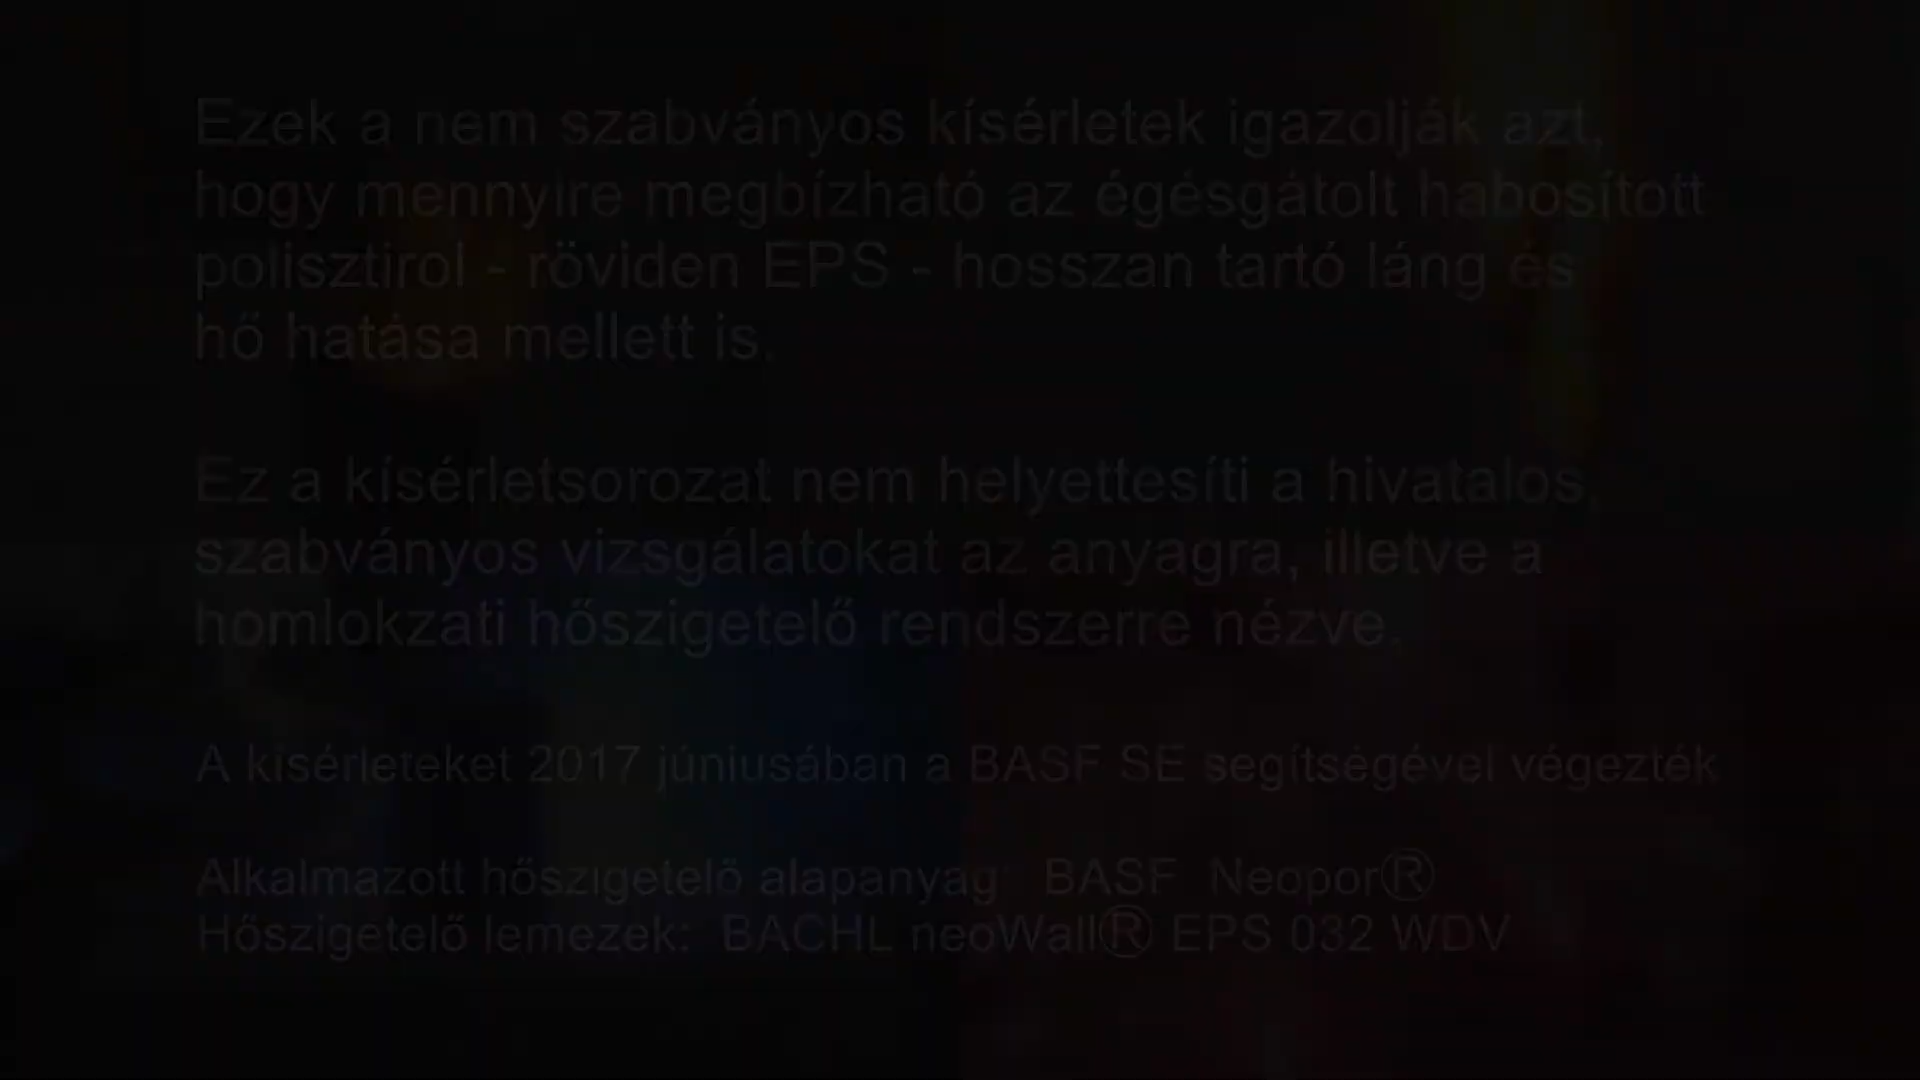 Ezek a nem szabványos kísérletek igazolják azt,
hogy mennyire megbízható az égésgátolt habosított
polisztirol - röviden EPS - hosszan tartó láng és
hő hatása mellett is.
Ez a kísérletsorozat nem helyettesíti a hivatalos,
szabványos vizsgálatokat az anyagra, illetve a
homlokzati hőszigetelő rendszerre nézve.
A kísérleteket 2017 júniusában a BASF SE segítségével végezték
Alkalmazott hőszigetelő alapanyag: BASF Neopor®
Hőszigetelő lemezek: BACHL neoWall® EPS 032 WDV